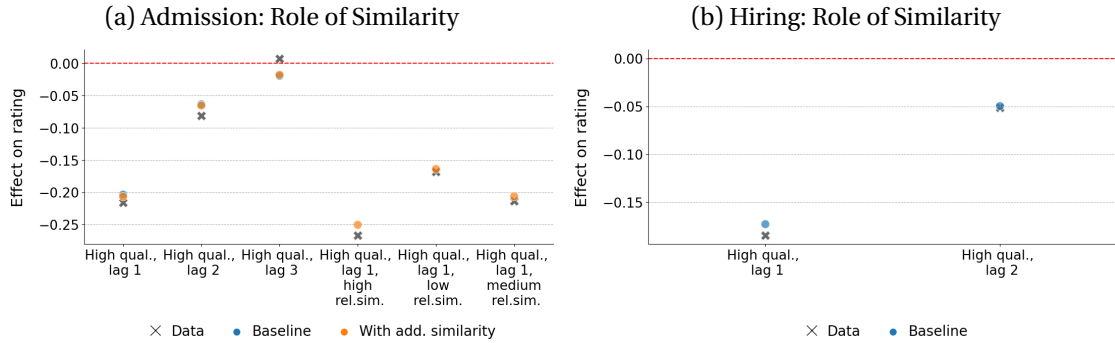 (a) Admission: Role of Similarity
Effect on rating
0.00
−0.05
−0.10
−0.15
−0.20
−0.25
High qual.,
lag 1
High qual.,
lag 2
High qual.,
lag 3
High qual.,
lag 1,
high
rel.sim.
High qual.,
lag 1,
low
rel.sim.
High qual.,
lag 1,
medium
rel.sim.
Data
Baseline
With add. similarity
(b) Hiring: Role of Similarity
Effect on rating
0.00
−0.05
−0.10
−0.15
High qual.,
lag 1
High qual.,
lag 2
Data
Baseline